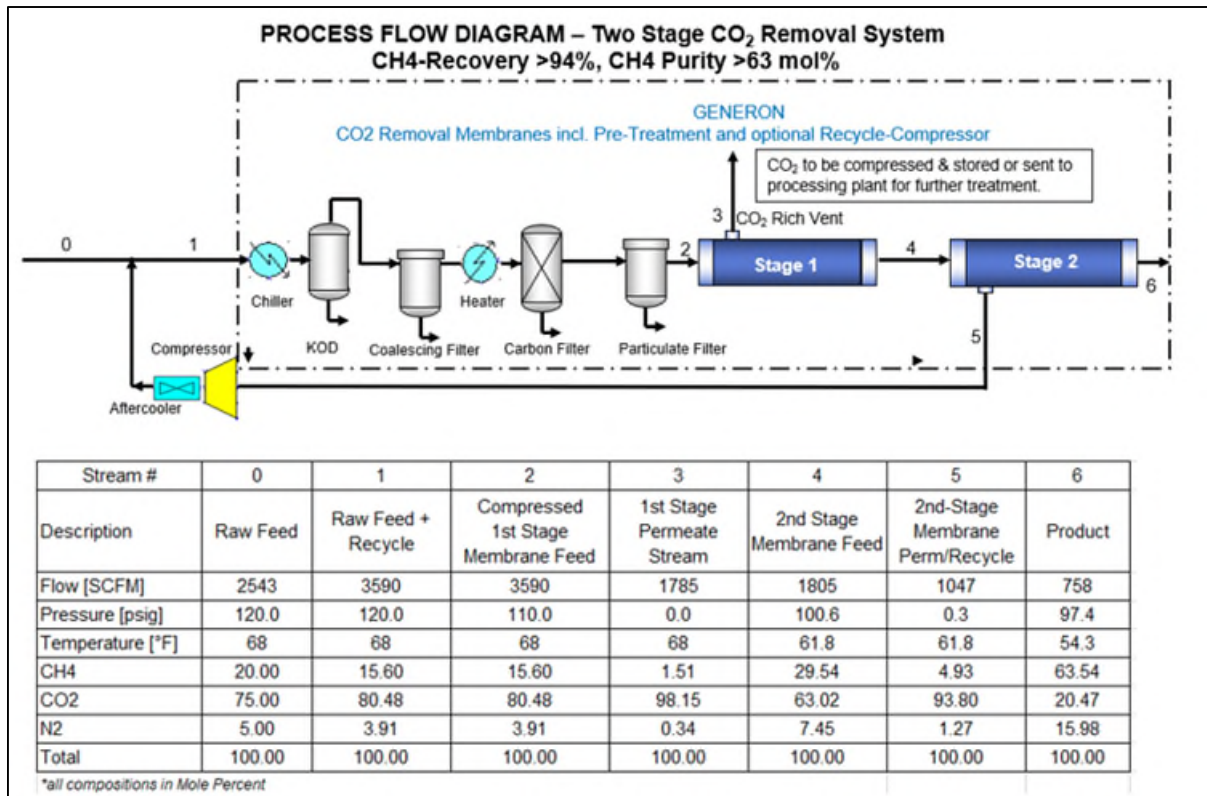 PROCESS FLOW DIAGRAM – Two Stage CO₂ Removal System
CH4-Recovery >94%, CH4 Purity >63 mol%
GENERON
CO2 Removal Membranes incl. Pre-Treatment and optional Recycle-Compressor
CO₂ to be compressed & stored or sent to
processing plant for further treatment.
3 CO₂ Rich Vent
0 1 2 4
Stage 1 Stage 2
6
Chiller Heater
5
KOD Coalescing Filter Carbon Filter Particulate Filter
Compressor
Aftercooler
Stream # 0 1 2 3 4 5 6
Description Raw Feed Raw Feed + Recycle Compressed 1st Stage Membrane Feed 1st Stage Permeate Stream 2nd Stage Membrane Feed 2nd-Stage Membrane Perm/Recycle Product
Flow [SCFM] 2543 3590 3590 1785 1805 1047 758
Pressure [psig] 120.0 120.0 110.0 0.0 100.6 0.3 97.4
Temperature [°F] 68 68 68 68 61.8 61.8 54.3
CH4 20.00 15.60 15.60 1.51 29.54 4.93 63.54
CO2 75.00 80.48 80.48 98.15 63.02 93.80 20.47
N2 5.00 3.91 3.91 0.34 7.45 1.27 15.98
Total 100.00 100.00 100.00 100.00 100.00 100.00 100.00
*all compositions in Mole Percent